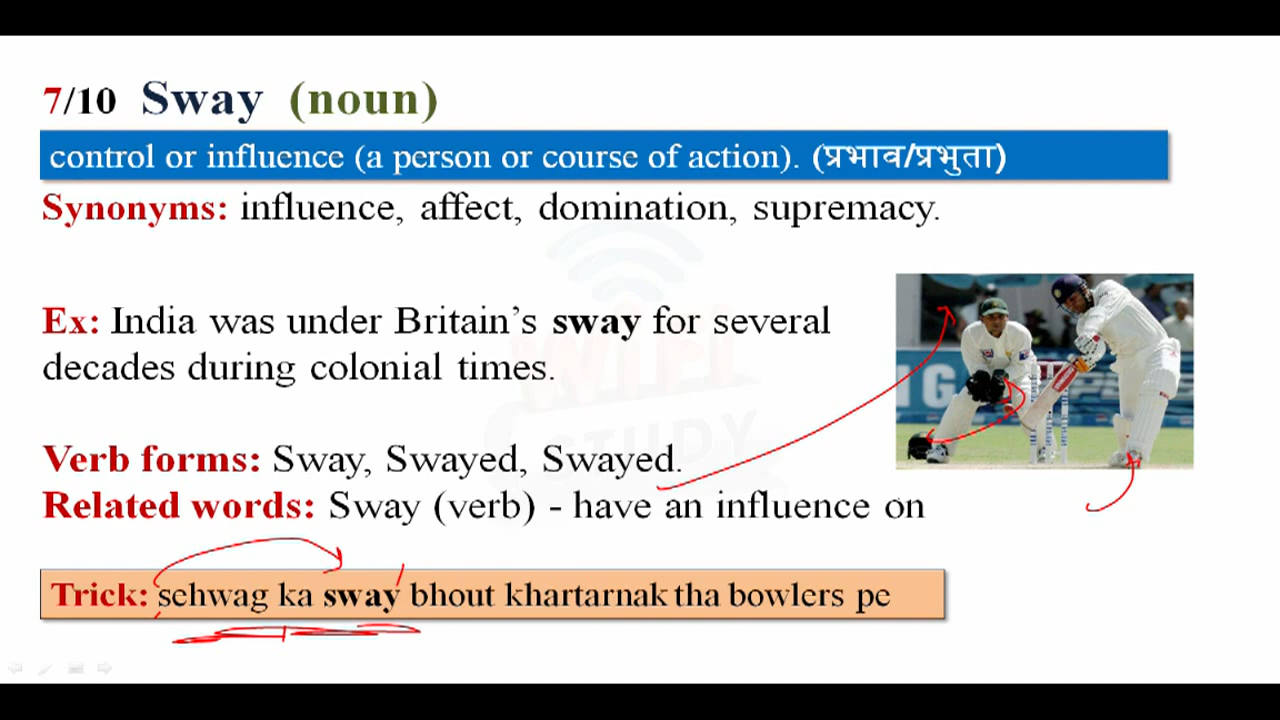 7/10 Sway (noun)
control or influence (a person or course of action). (प्रभाव/प्रभुता)
Synonyms: influence, affect, domination, supremacy.
Ex: India was under Britain's sway for several
decades during colonial times.
Verb forms: Sway, Swayed, Swayed.
Related words: Sway (verb) - have an influence on
Trick: sehwag ka sway bhout khartarnak tha bowlers pe
WIFI
STUDY